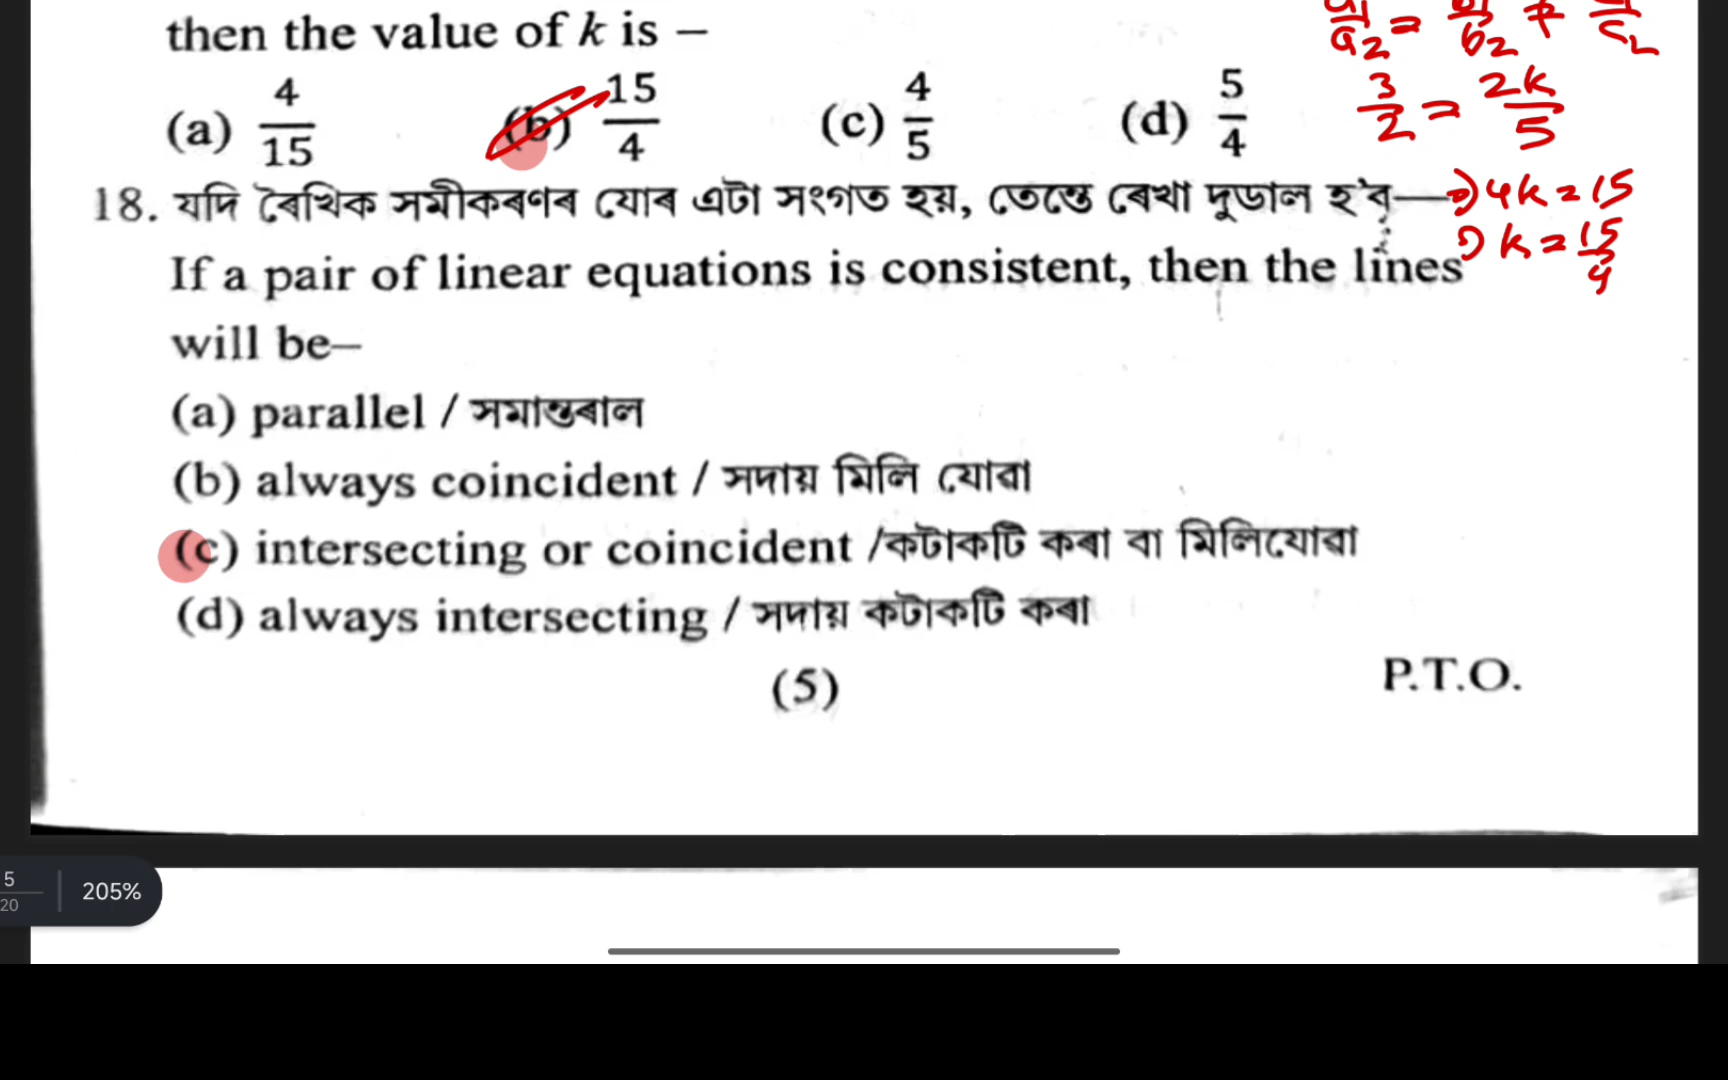 then the value of k is –
a₂ = b₂ ≠ c₂
(a) 4/15 (b) 15/4 (c) 4/5 (d) 5/4
3/2 = 2k/5
18. যদি ৰৈখিক সমীকৰণৰ যোৰ এটা সংগত হয়, তেন্তে ৰেখা দুডাল হ’ব—
⇒ 4k = 15
If a pair of linear equations is consistent, then the lines
⇒ k = 15/4
will be–
(a) parallel / সমান্তৰাল
(b) always coincident / সদায় মিলি যোৱা
(c) intersecting or coincident /কটাকটি কৰা বা মিলিযোৱা
(d) always intersecting / সদায় কটাকটি কৰা
(5)
P.T.O.
5/20 205%